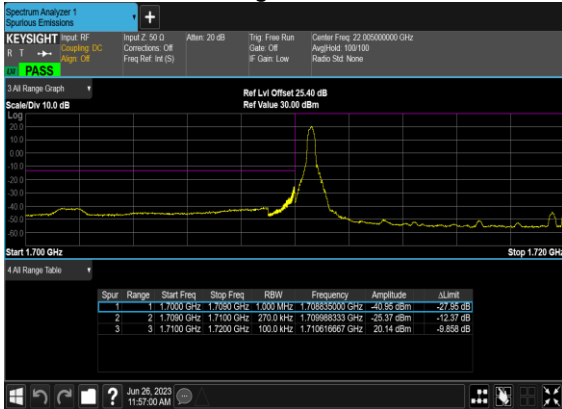 Spectrum Analyzer 1
Spurious Emissions
+
KEYSIGHT Input: RF Input Z: 50 Ω Atten: 20 dB Trig: Free Run Center Freq: 22.005000000 GHz
R T Coupling: DC Corrections: Off Gate: Off Avg|Hold: 100/100
Align: Off Freq Ref: Int (S) IF Gain: Low Radio Std: None
PASS
3 All Range Graph
Ref Lvl Offset 25.40 dB
Scale/Div 10.0 dB Ref Value 30.00 dBm
Log
20.0
10.0
0.00
-10.0
-20.0
-30.0
-40.0
-50.0
-60.0
Start 1.700 GHz Stop 1.720 GHz
4 All Range Table
Spur Range Start Freq Stop Freq RBW Frequency Amplitude ΔLimit
1 1 1.7000 GHz 1.7090 GHz 1.000 MHz 1.708835000 GHz -40.95 dBm -27.95 dB
2 2 1.7090 GHz 1.7100 GHz 270.0 kHz 1.709988333 GHz -25.37 dBm -12.37 dB
3 3 1.7100 GHz 1.7200 GHz 100.0 kHz 1.710616667 GHz 20.14 dBm -9.858 dB
? Jun 26, 2023
11:57:00 AM